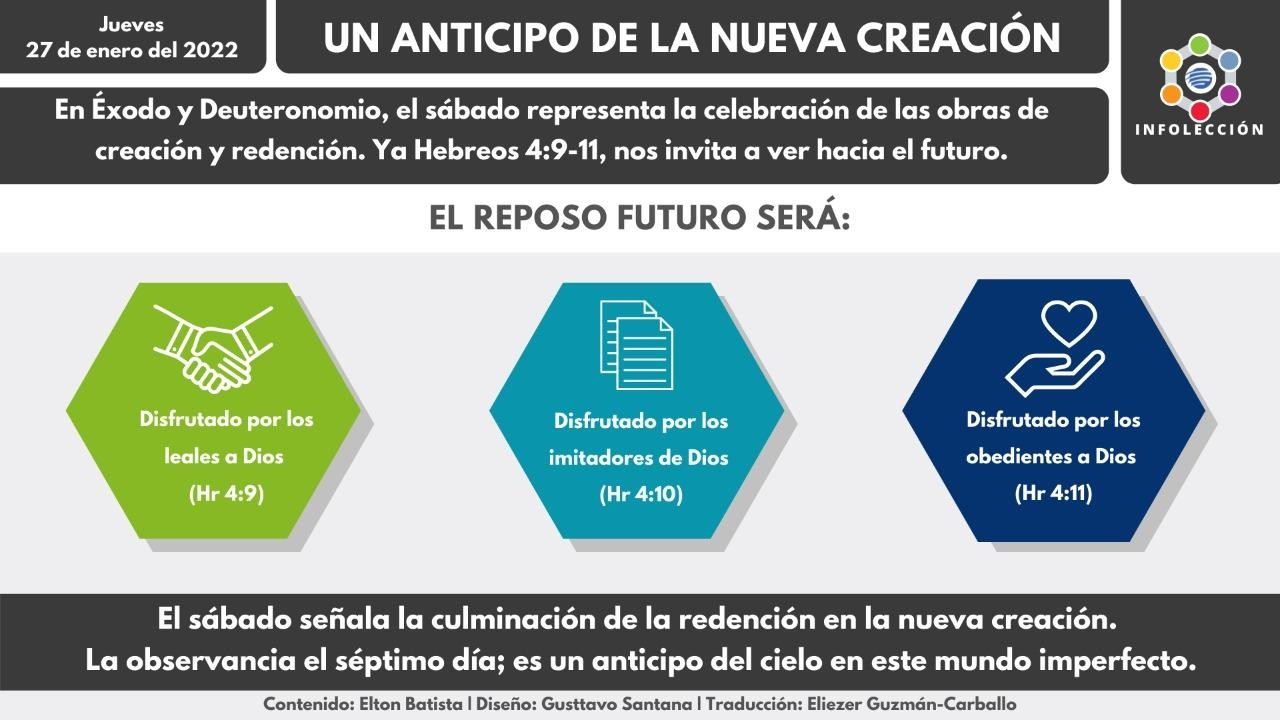 Jueves
27 de enero del 2022
UN ANTICIPO DE LA NUEVA CREACIÓN
INFOLECCIÓN
En Éxodo y Deuteronomio, el sábado representa la celebración de las obras de
creación y redención. Ya Hebreos 4:9-11, nos invita a ver hacia el futuro.
EL REPOSO FUTURO SERÁ:
Disfrutado por los
leales a Dios
(Hr 4:9)
Disfrutado por los
imitadores de Dios
(Hr 4:10)
Disfrutado por los
obedientes a Dios
(Hr 4:11)
El sábado señala la culminación de la redención en la nueva creación.
La observancia el séptimo día; es un anticipo del cielo en este mundo imperfecto.
Contenido: Elton Batista | Diseño: Gusttavo Santana | Traducción: Eliezer Guzmán-Carballo